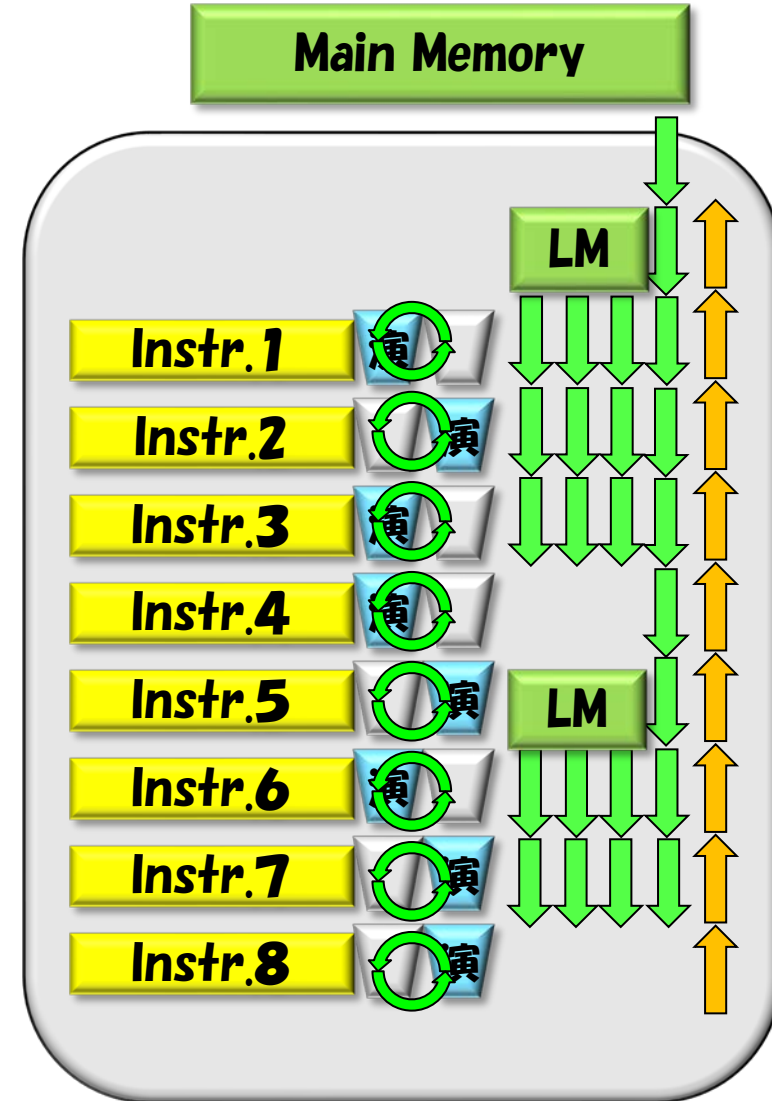 Main Memory
LM
Instr.1 演
Instr.2 演
Instr.3 演
Instr.4 演
Instr.5 演
LM
Instr.6 演
Instr.7 演
Instr.8 演